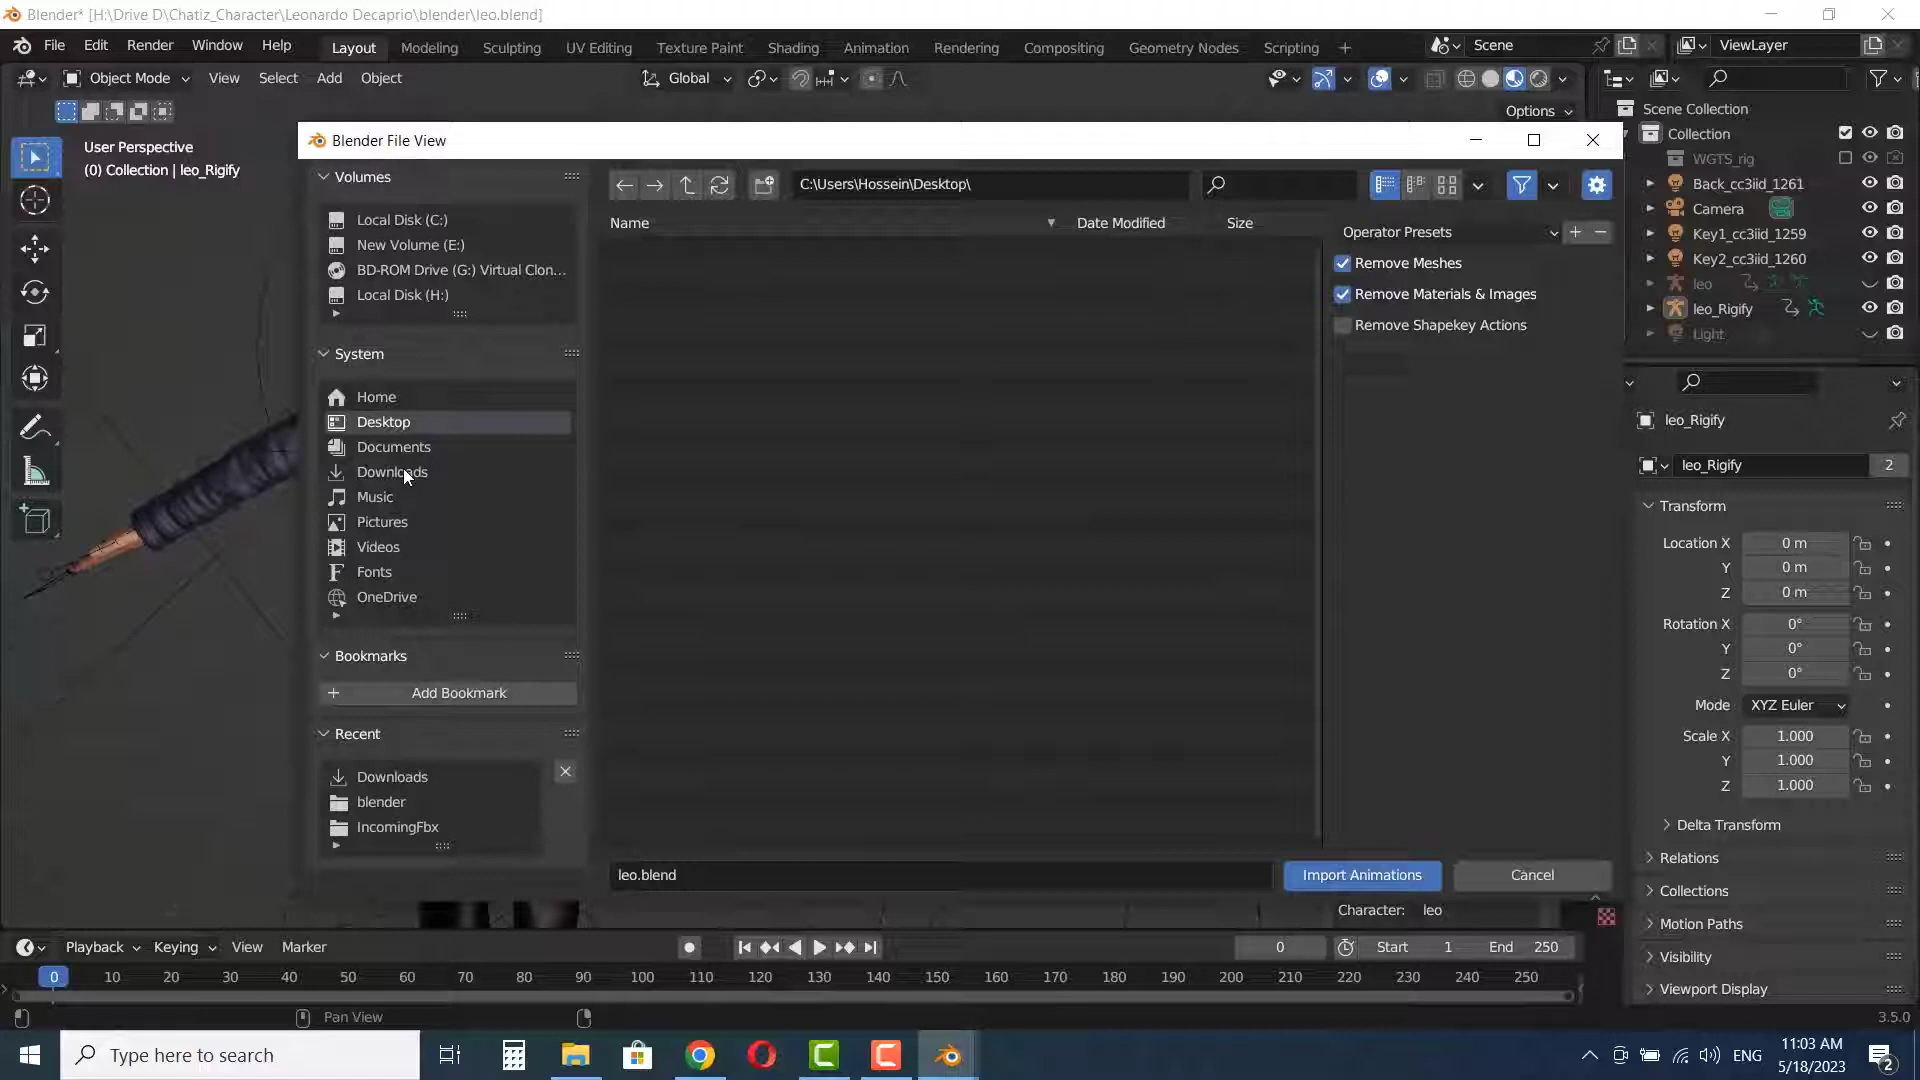 Blender* [H:\Drive D\Chatiz_Character\Leonardo Decaprio\blender\leo.blend]
File Edit Render Window Help Layout Modeling Sculpting UV Editing Texture Paint Shading Animation Rendering Compositing Geometry Nodes Scripting + Scene ViewLayer
Object Mode View Select Add Object Global
Options
User Perspective
(0) Collection | leo_Rigify
Scene Collection
Collection
WGTS_rig
Back_cc3iid_1261
Camera
Key1_cc3iid_1259
Key2_cc3iid_1260
leo
leo_Rigify
Light
Blender File View
Volumes
Local Disk (C:)
New Volume (E:)
BD-ROM Drive (G:) Virtual Clon...
Local Disk (H:)
System
Home
Desktop
Documents
Downloads
Music
Pictures
Videos
Fonts
OneDrive
Bookmarks
Add Bookmark
Recent
Downloads
blender
IncomingFbx
C:\Users\Hossein\Desktop\
Name Date Modified Size
Operator Presets
Remove Meshes
Remove Materials & Images
Remove Shapekey Actions
leo.blend
Import Animations Cancel
Character: leo
leo_Rigify
leo_Rigify 2
Transform
Location X 0 m
Y 0 m
Z 0 m
Rotation X 0°
Y 0°
Z 0°
Mode XYZ Euler
Scale X 1.000
Y 1.000
Z 1.000
Delta Transform
Relations
Collections
Motion Paths
Visibility
Viewport Display
Playback Keying View Marker 0 Start 1 End 250
0 10 20 30 40 50 60 70 80 90 100 110 120 130 140 150 160 170 180 190 200 210 220 230 240 250
Pan View
3.5.0
Type here to search
ENG
11:03 AM
5/18/2023
2